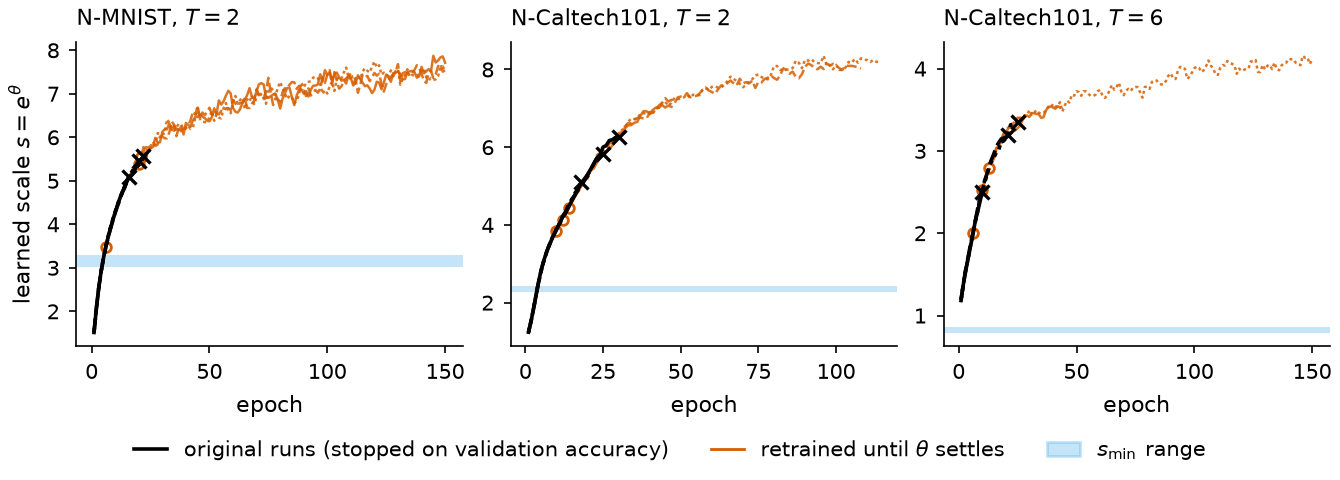 N-MNIST, T = 2
N-Caltech101, T = 2
N-Caltech101, T = 6
learned scale s = e^θ
8
7
6
5
4
3
2
0
50
100
150
epoch
8
6
4
2
0
25
50
75
100
epoch
4
3
2
1
0
50
100
150
epoch
original runs (stopped on validation accuracy)
retrained until θ settles
s_min range